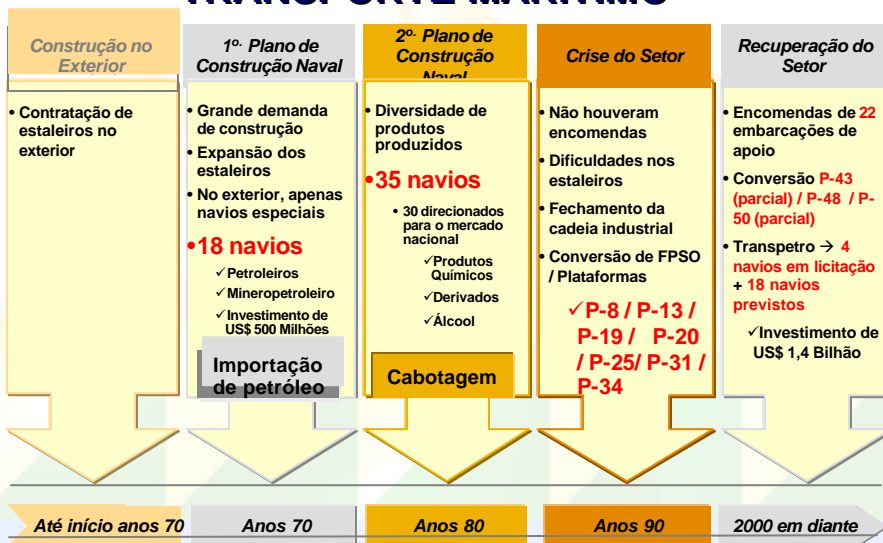 TRANSPORTE MARÍTIMO
Construção no
Exterior
• Contratação de
estaleiros no
exterior
1º. Plano de
Construção Naval
• Grande demanda
de construção
• Expansão dos
estaleiros
• No exterior, apenas
navios especiais
•18 navios
✓Petroleiros
✓Mineropetroleiro
✓Investimento de
US$ 500 Milhões
Importação
de petróleo
2º. Plano de
Construção
Naval
• Diversidade de
produtos
produzidos
•35 navios
• 30 direcionados
para o mercado
nacional
✓Produtos
Químicos
✓Derivados
✓Álcool
Cabotagem
Crise do Setor
• Não houveram
encomendas
• Dificuldades nos
estaleiros
• Fechamento da
cadeia industrial
• Conversão de FPSO
/ Plataformas
✓P-8 / P-13 /
P-19 / P-20
/ P-25/ P-31 /
P-34
Recuperação do
Setor
• Encomendas de 22
embarcações de
apoio
• Conversão P-43
(parcial) / P-48 / P-
50 (parcial)
• Transpetro → 4
navios em licitação
+ 18 navios
previstos
✓Investimento de
US$ 1,4 Bilhão
Até início anos 70
Anos 70
Anos 80
Anos 90
2000 em diante